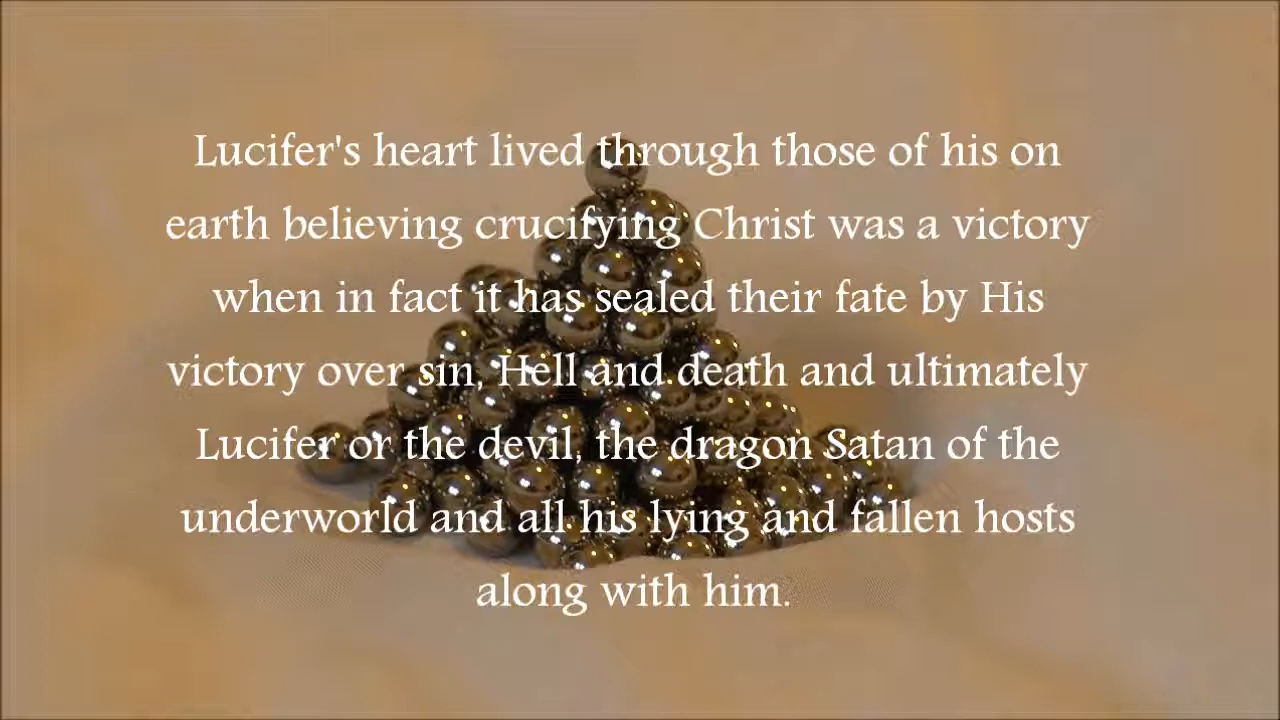 Lucifer's heart lived through those of his on
earth believing crucifying Christ was a victory
when in fact it has sealed their fate by His
victory over sin, Hell and death and ultimately
Lucifer or the devil, the dragon Satan of the
underworld and all his lying and fallen hosts
along with him.